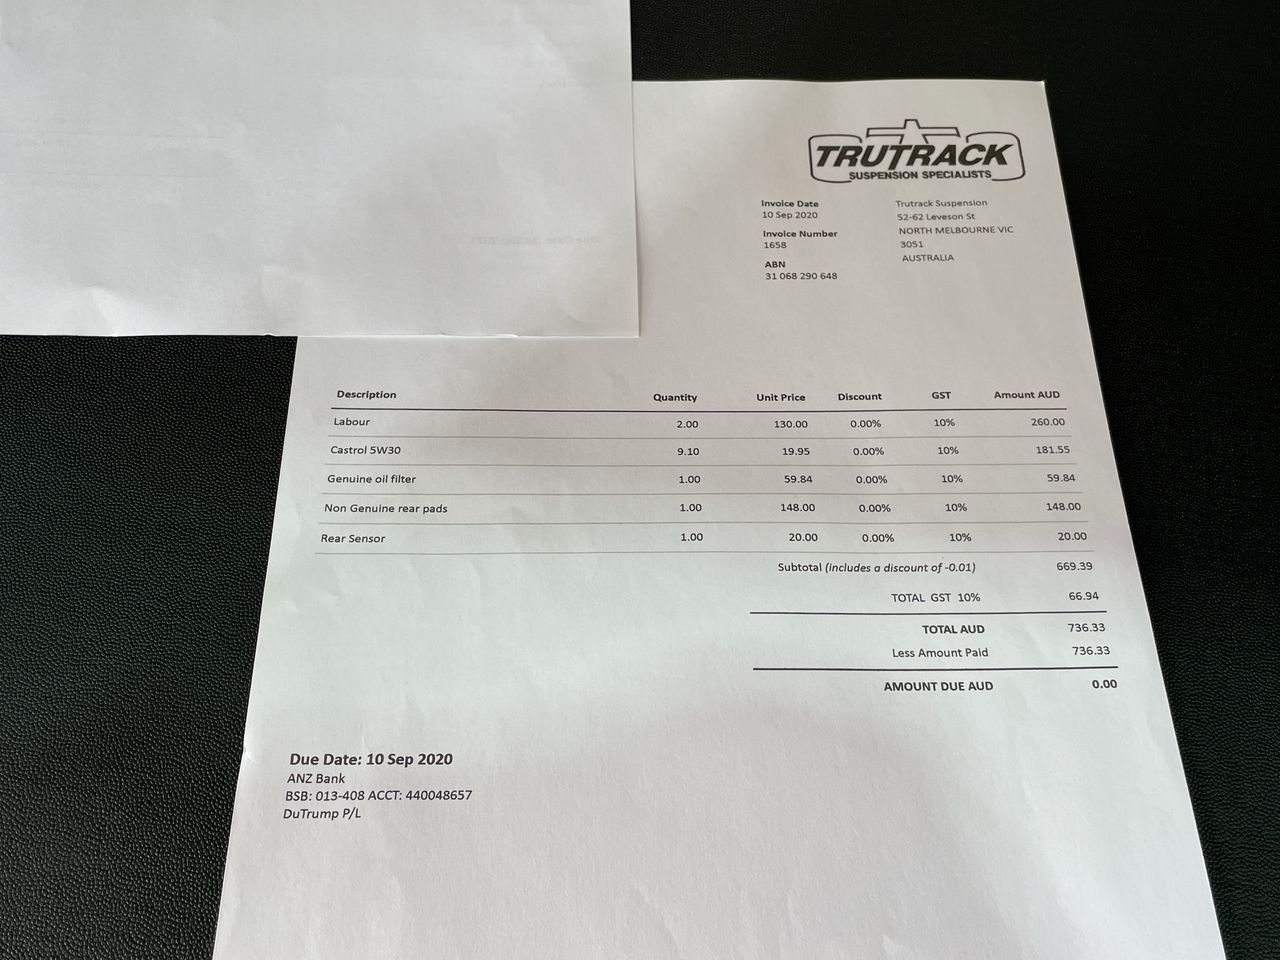 TRUTRACK
SUSPENSION SPECIALISTS
Invoice Date
10 Sep 2020
Invoice Number
1658
ABN
31 068 290 648
Trutrack Suspension
52-62 Leveson St
NORTH MELBOURNE VIC
3051
AUSTRALIA
Description Quantity Unit Price Discount GST Amount AUD
Labour 2.00 130.00 0.00% 10% 260.00
Castrol 5W30 9.10 19.95 0.00% 10% 181.55
Genuine oil filter 1.00 59.84 0.00% 10% 59.84
Non Genuine rear pads 1.00 148.00 0.00% 10% 148.00
Rear Sensor 1.00 20.00 0.00% 10% 20.00
Subtotal (includes a discount of -0.01) 669.39
TOTAL GST 10% 66.94
TOTAL AUD 736.33
Less Amount Paid 736.33
AMOUNT DUE AUD 0.00
Due Date: 10 Sep 2020
ANZ Bank
BSB: 013-408 ACCT: 440048657
DuTrump P/L